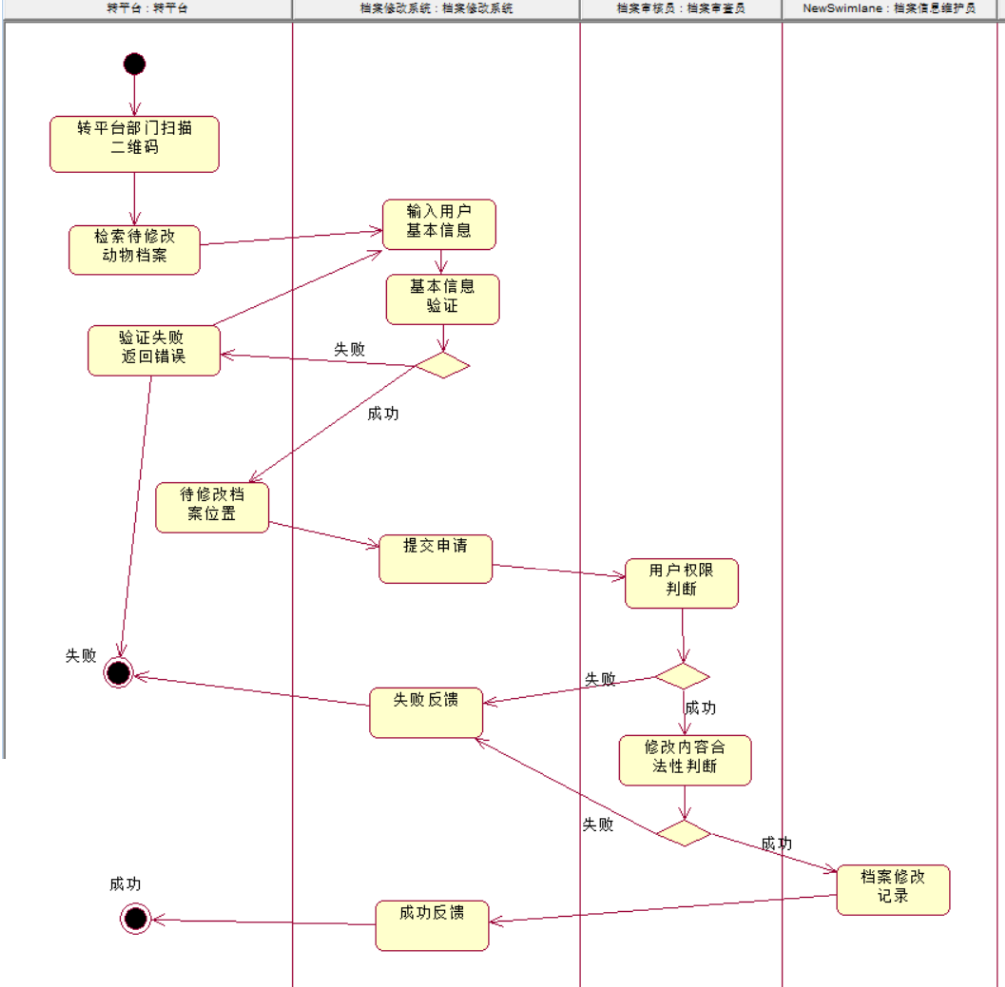 转平台：转平台
档案修改系统：档案修改系统
档案审核员：档案审查员
NewSwimlane：档案信息维护员
转平台部门扫描
二维码
输入用户
基本信息
检索待修改
动物档案
基本信息
验证
验证失败
返回错误
失败
成功
待修改档
案位置
提交申请
用户权限
判断
失败
失败
失败反馈
成功
修改内容合
法性判断
失败
成功
档案修改
记录
成功
成功反馈